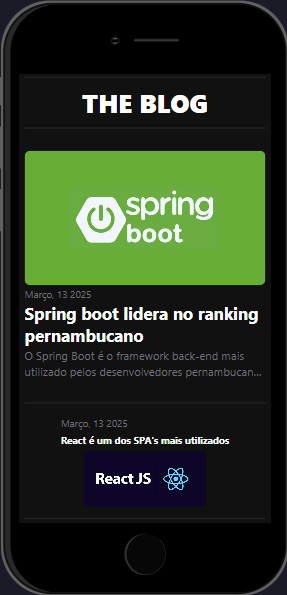 THE BLOG
spring
boot
Março, 13 2025
Spring boot lidera no ranking
pernambucano
O Spring Boot é o framework back-end mais
utilizado pelos desenvolvedores pernambucan...
Março, 13 2025
React é um dos SPA's mais utilizados
React JS